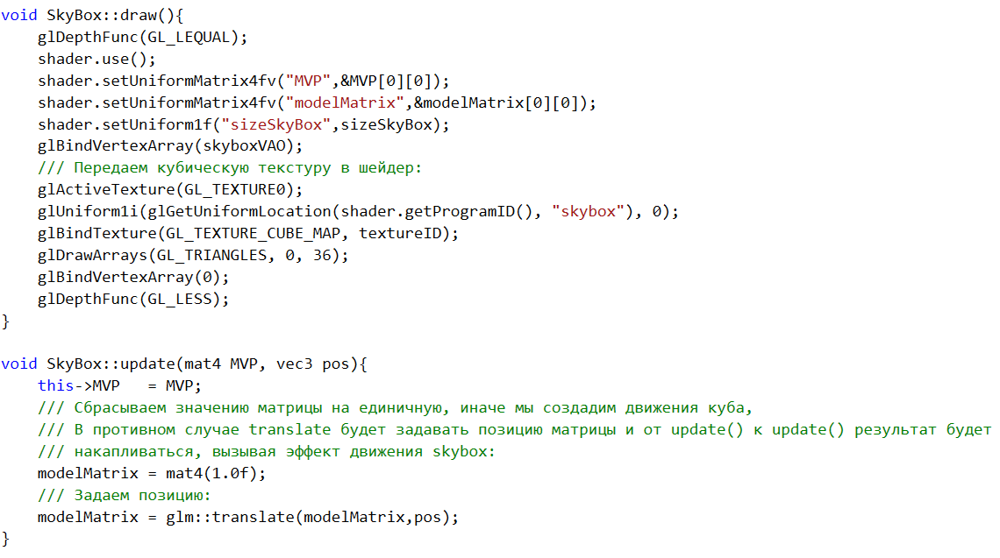 void SkyBox::draw(){
    glDepthFunc(GL_LEQUAL);
    shader.use();
    shader.setUniformMatrix4fv("MVP",&MVP[0][0]);
    shader.setUniformMatrix4fv("modelMatrix",&modelMatrix[0][0]);
    shader.setUniform1f("sizeSkyBox",sizeSkyBox);
    glBindVertexArray(skyboxVAO);
    /// Передаем кубическую текстуру в шейдер:
    glActiveTexture(GL_TEXTURE0);
    glUniform1i(glGetUniformLocation(shader.getProgramID(), "skybox"), 0);
    glBindTexture(GL_TEXTURE_CUBE_MAP, textureID);
    glDrawArrays(GL_TRIANGLES, 0, 36);
    glBindVertexArray(0);
    glDepthFunc(GL_LESS);
}

void SkyBox::update(mat4 MVP, vec3 pos){
    this->MVP   = MVP;
    /// Сбрасываем значению матрицы на единичную, иначе мы создадим движения куба,
    /// В противном случае translate будет задавать позицию матрицы и от update() к update() результат будет
    /// накапливаться, вызывая эффект движения skybox:
    modelMatrix = mat4(1.0f);
    /// Задаем позицию:
    modelMatrix = glm::translate(modelMatrix,pos);
}